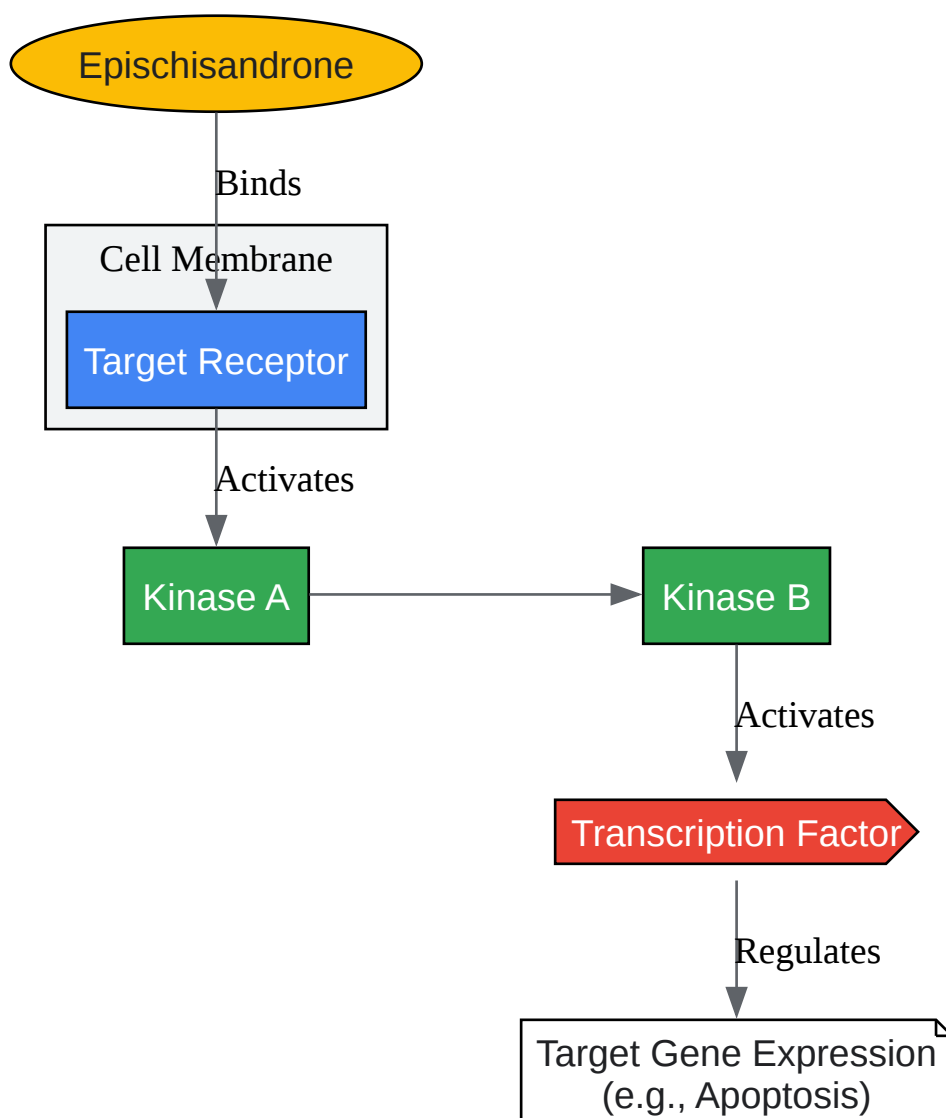 Epischisandrone
Binds
Cell Membrane
Target Receptor
Activates
Kinase A
Kinase B
Activates
Transcription Factor
Regulates
Target Gene Expression
(e.g., Apoptosis)